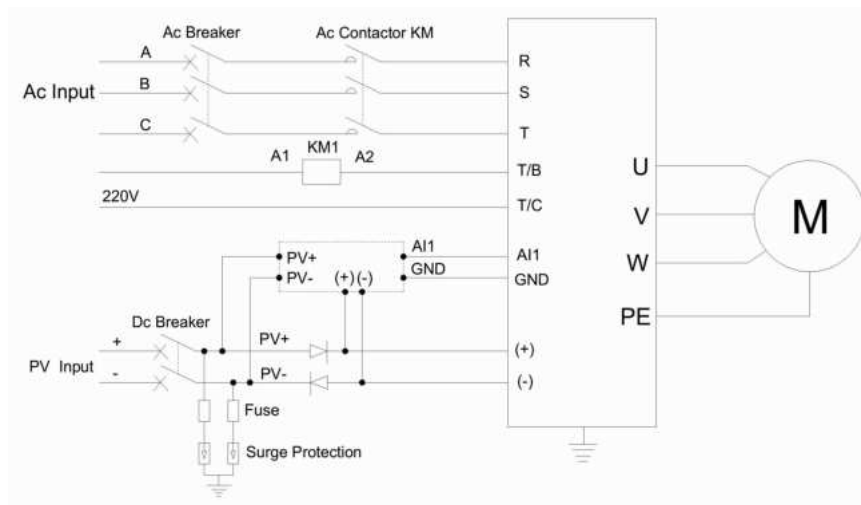 Ac Breaker
Ac Contactor KM
A
R
Ac Input
B
S
C
T
A1
KM1
A2
T/B
220V
T/C
U
V
W
PE
M
PV+
AI1
AI1
PV-
(+)
(-)
GND
GND
Dc Breaker
+
PV+
(+)
PV Input
-
PV-
(-)
Fuse
Surge Protection